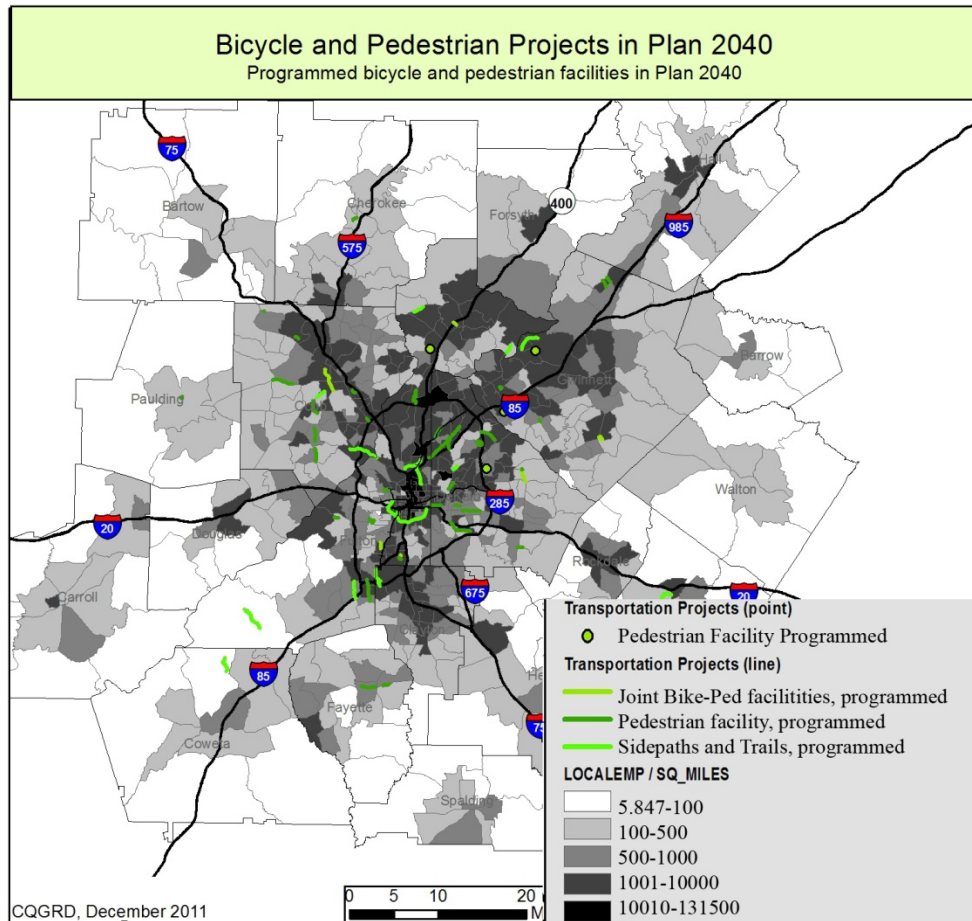 Bicycle and Pedestrian Projects in Plan 2040
Programmed bicycle and pedestrian facilities in Plan 2040
75
Hall
Bartow
Cherokee
400
Forsyth
575
985
Barrow
Gwinnett
Paulding
85
Walton
285
20
Douglas
Rockdale
Carroll
675
20
85
Fayette
75
Coweta
Spalding
Transportation Projects (point)
Pedestrian Facility Programmed
Transportation Projects (line)
Joint Bike-Ped facilitities, programmed
Pedestrian facility, programmed
Sidepaths and Trails, programmed
LOCALEMP / SQ_MILES
5.847-100
100-500
500-1000
1001-10000
10010-131500
0 5 10 20
M
CQGRD, December 2011